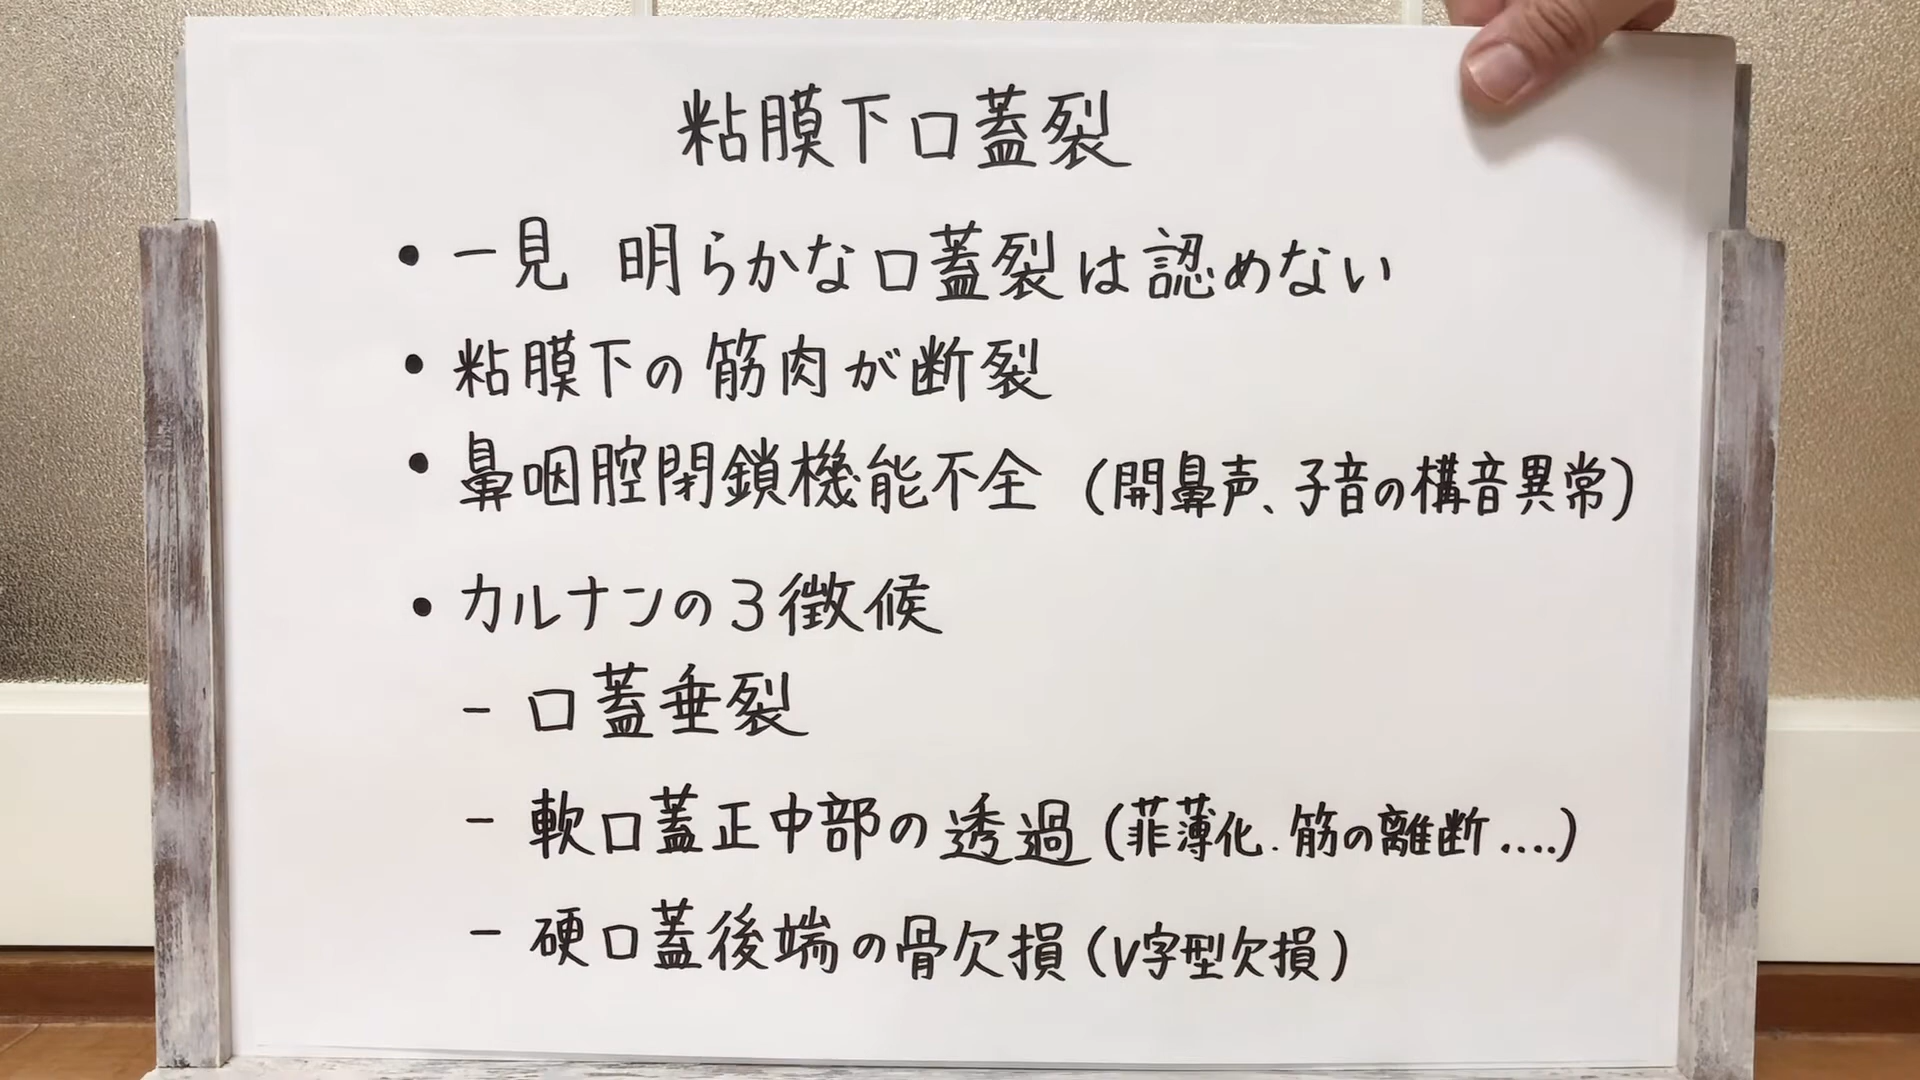 粘膜下口蓋裂
• 一見 明らかな口蓋裂は認めない
• 粘膜下の筋肉が断裂
• 鼻咽腔閉鎖機能不全 (開鼻声、子音の構音異常)
• カルナンの3徴候
- 口蓋垂裂
- 軟口蓋正中部の透過 (菲薄化. 筋の離断 ....)
- 硬口蓋後端の骨欠損 (V字型欠損)